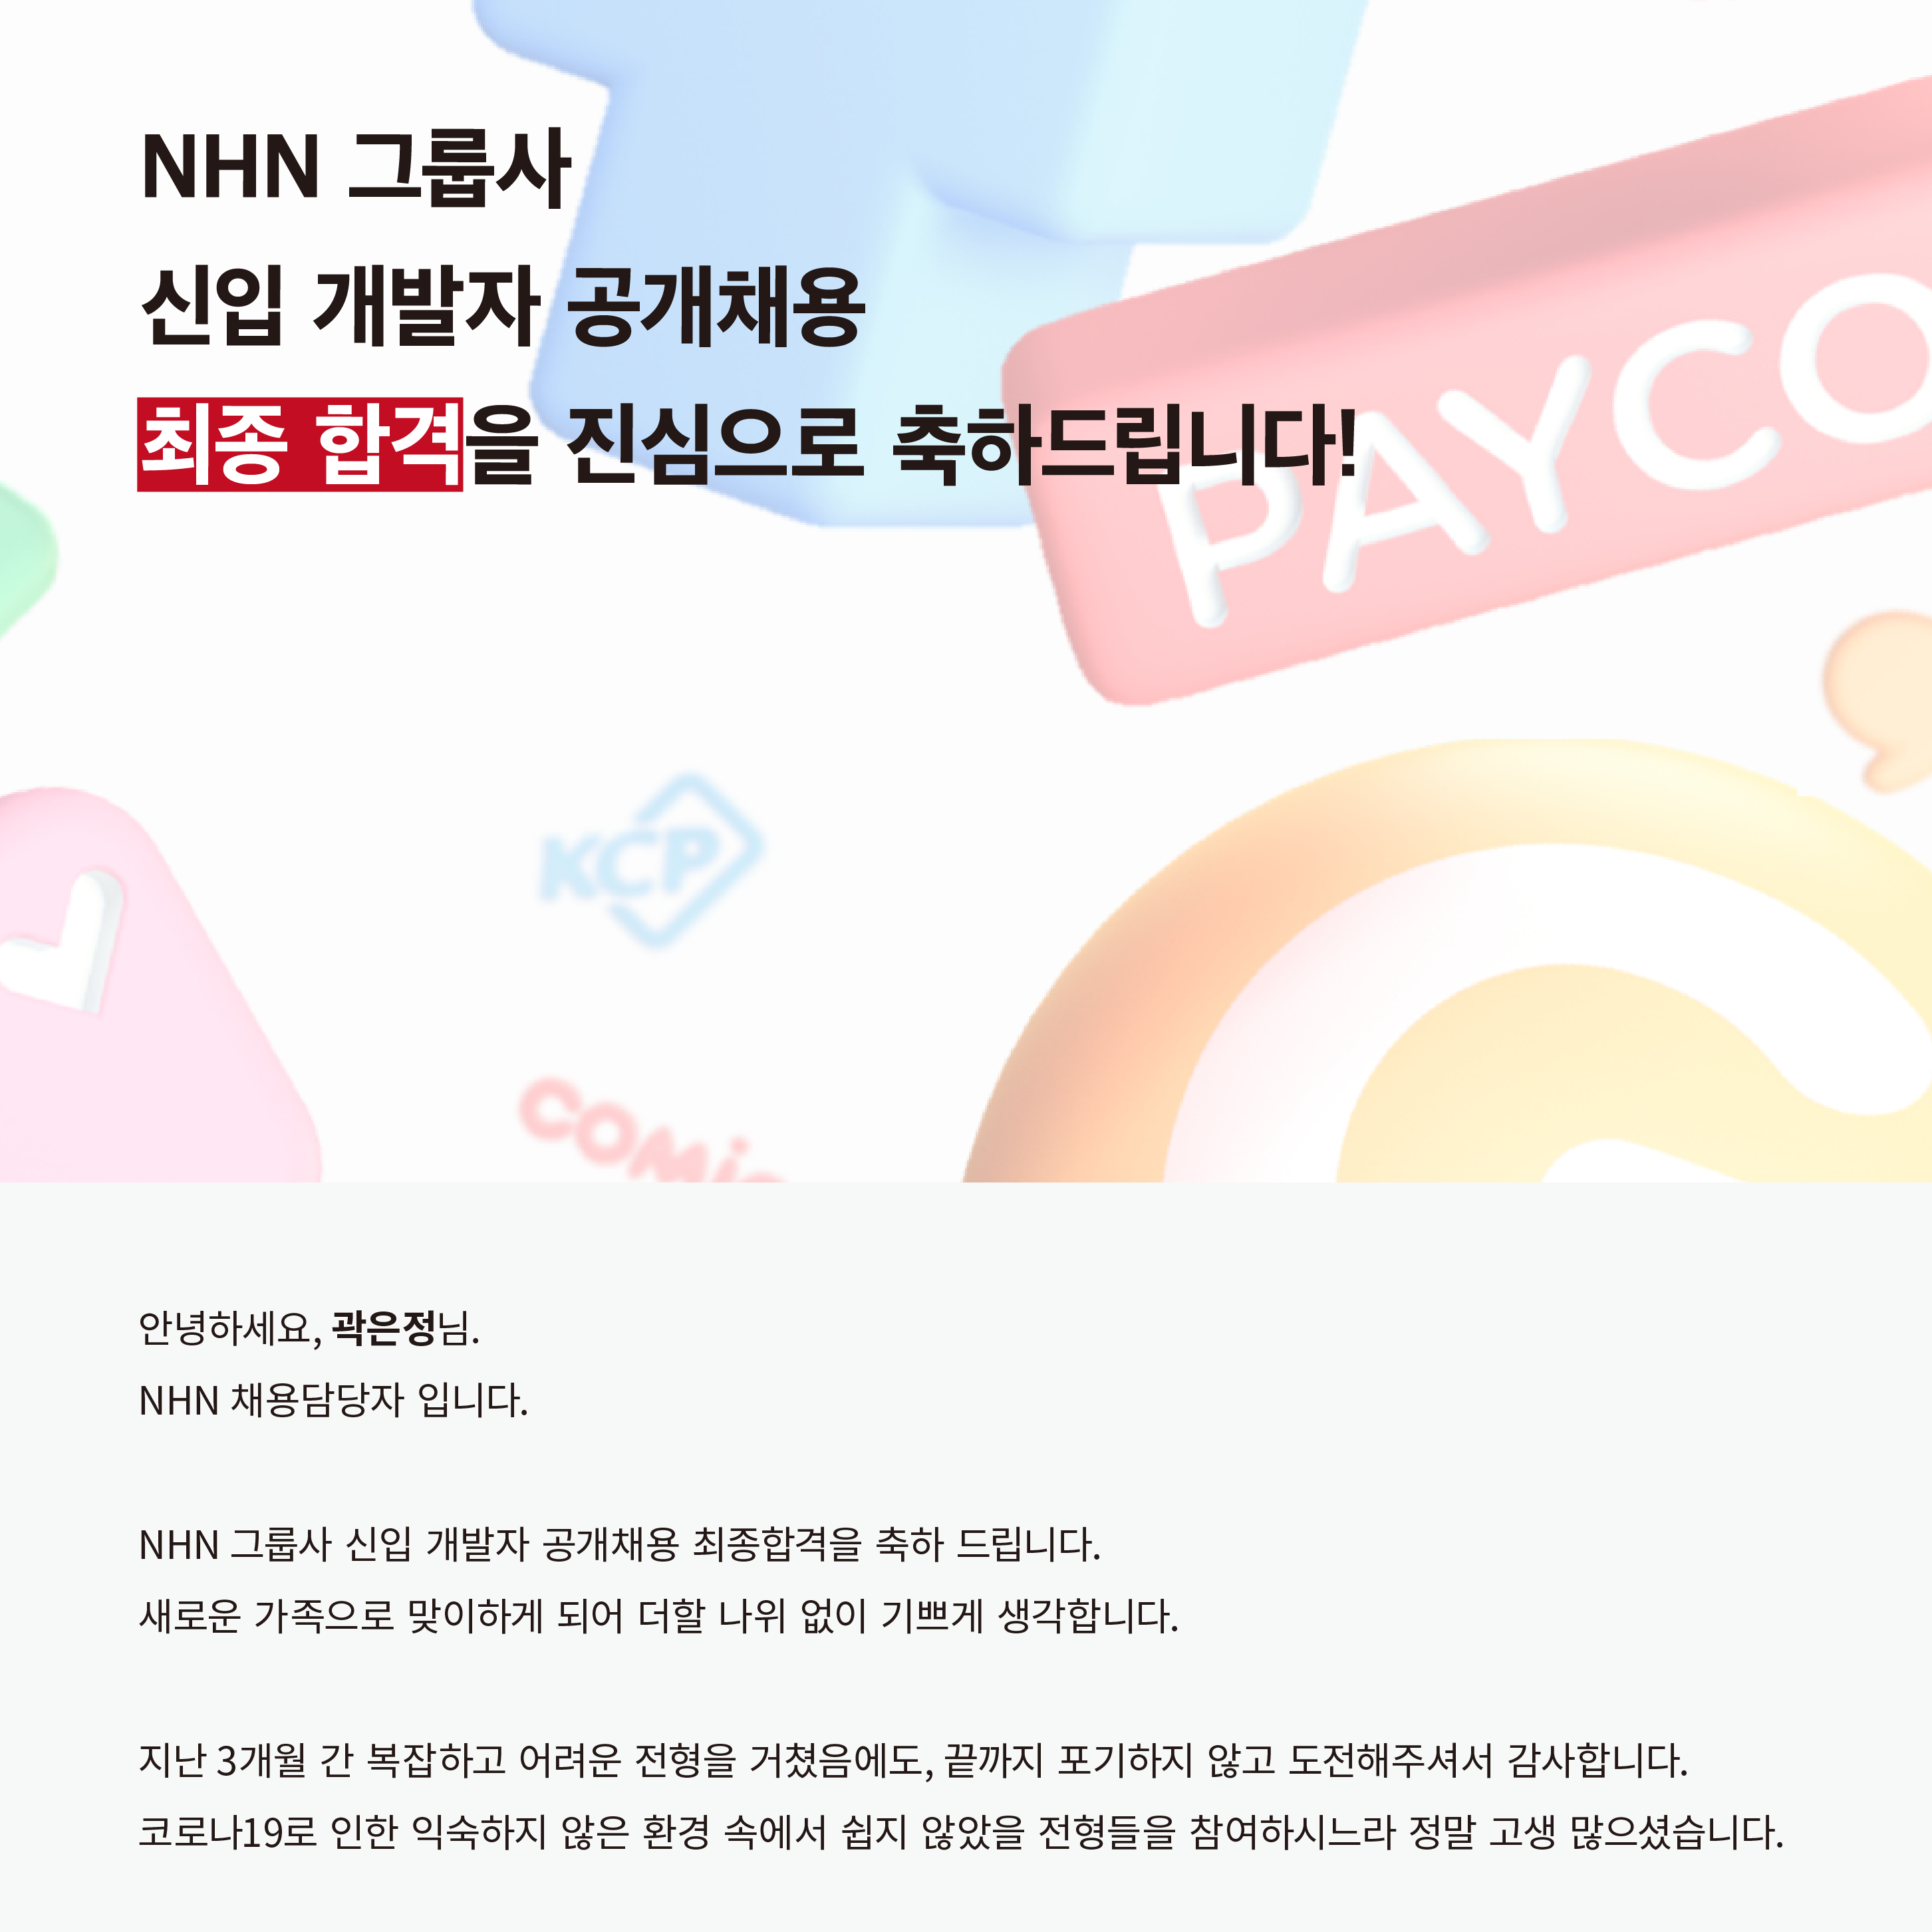 NHN 그룹사
신입 개발자 공개채용
최종 합격을 진심으로 축하드립니다!
PAYCO
KCP
안녕하세요, 곽은정님.
NHN 채용담당자 입니다.
NHN 그룹사 신입 개발자 공개채용 최종합격을 축하 드립니다.
새로운 가족으로 맞이하게 되어 더할 나위 없이 기쁘게 생각합니다.
지난 3개월 간 복잡하고 어려운 전형을 거쳤음에도, 끝까지 포기하지 않고 도전해주셔서 감사합니다.
코로나19로 인한 익숙하지 않은 환경 속에서 쉽지 않았을 전형들을 참여하시느라 정말 고생 많으셨습니다.